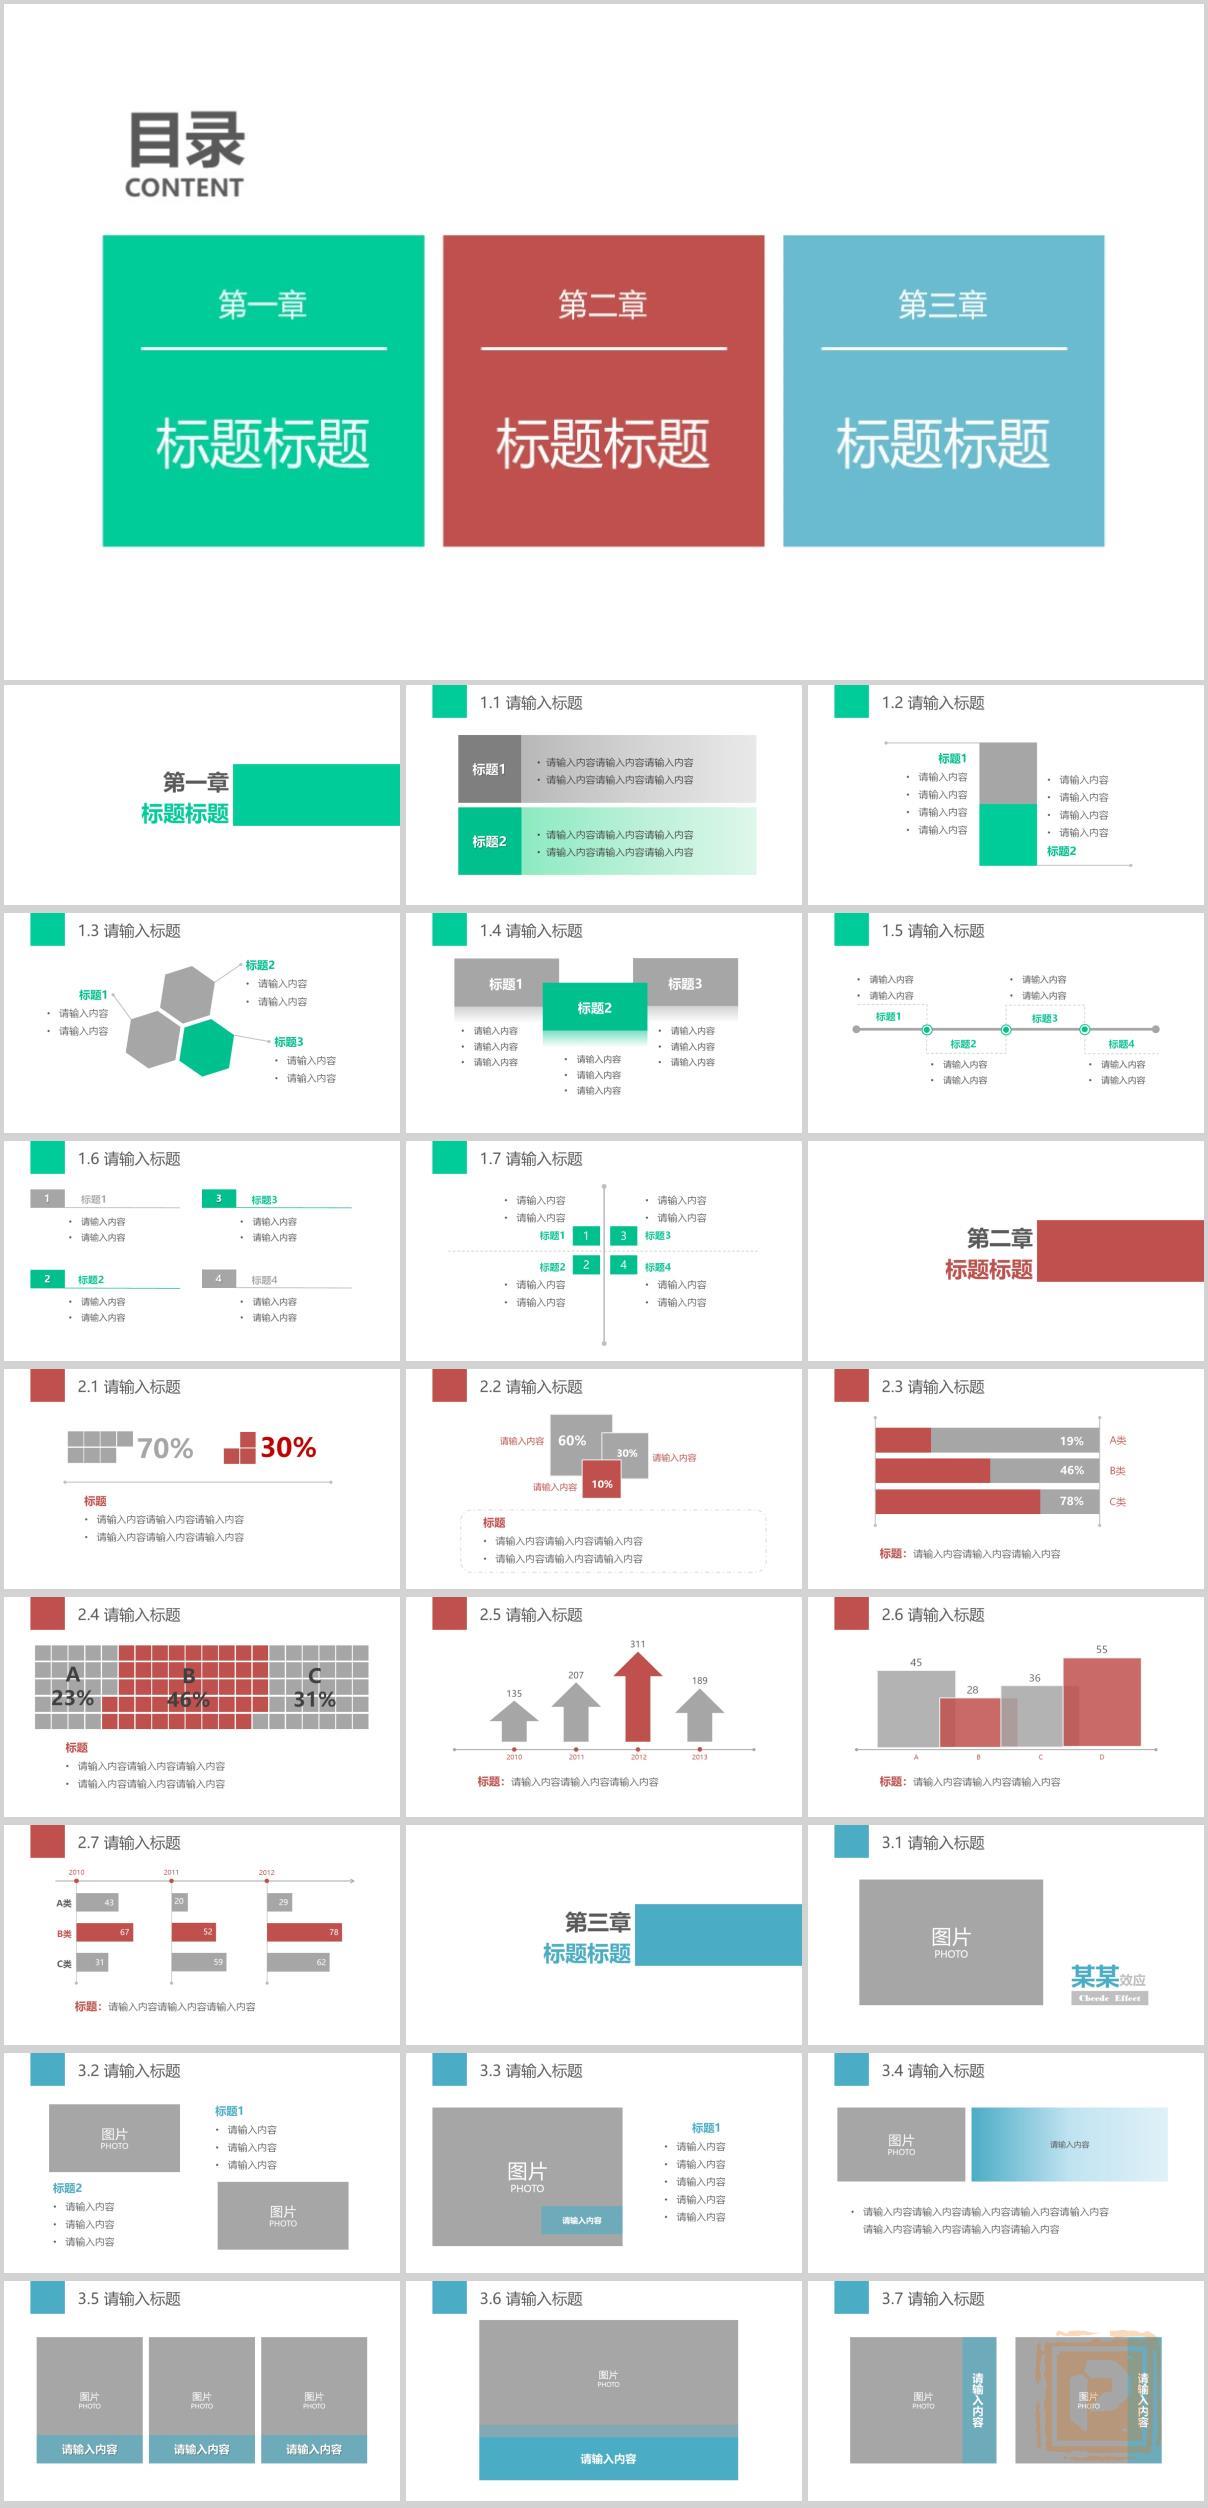 目录
CONTENT
第一章
标题标题
第二章
标题标题
第三章
标题标题
第一章
标题标题
1.1 请输入标题
标题1
• 请输入内容请输入内容请输入内容
• 请输入内容请输入内容请输入内容
标题2
• 请输入内容请输入内容请输入内容
• 请输入内容请输入内容请输入内容
1.2 请输入标题
标题1
• 请输入内容
• 请输入内容
• 请输入内容
• 请输入内容
• 请输入内容
• 请输入内容
• 请输入内容
• 请输入内容
标题2
1.3 请输入标题
标题1
• 请输入内容
• 请输入内容
标题2
• 请输入内容
• 请输入内容
标题3
• 请输入内容
• 请输入内容
1.4 请输入标题
标题1
• 请输入内容
• 请输入内容
• 请输入内容
标题2
• 请输入内容
• 请输入内容
• 请输入内容
标题3
• 请输入内容
• 请输入内容
• 请输入内容
1.5 请输入标题
• 请输入内容
• 请输入内容
标题1
标题2
• 请输入内容
• 请输入内容
• 请输入内容
• 请输入内容
标题3
标题4
• 请输入内容
• 请输入内容
1.6 请输入标题
1 标题1
• 请输入内容
• 请输入内容
3 标题3
• 请输入内容
• 请输入内容
2 标题2
• 请输入内容
• 请输入内容
4 标题4
• 请输入内容
• 请输入内容
1.7 请输入标题
• 请输入内容
• 请输入内容
标题1 1
• 请输入内容
• 请输入内容
3 标题3
标题2 2
• 请输入内容
• 请输入内容
4 标题4
• 请输入内容
• 请输入内容
第二章
标题标题
2.1 请输入标题
70%
30%
标题
• 请输入内容请输入内容请输入内容
• 请输入内容请输入内容请输入内容
2.2 请输入标题
请输入内容 60%
30% 请输入内容
请输入内容 10%
标题
• 请输入内容请输入内容请输入内容
• 请输入内容请输入内容请输入内容
2.3 请输入标题
19% A类
46% B类
78% C类
标题：请输入内容请输入内容请输入内容
2.4 请输入标题
A
23%
B
46%
C
31%
标题
• 请输入内容请输入内容请输入内容
• 请输入内容请输入内容请输入内容
2.5 请输入标题
135
207
311
189
2010 2011 2012 2013
标题：请输入内容请输入内容请输入内容
2.6 请输入标题
45
28
36
55
A B C D
标题：请输入内容请输入内容请输入内容
2.7 请输入标题
2010 2011 2012
A类 43 20 29
B类 67 52 78
C类 31 59 62
标题：请输入内容请输入内容请输入内容
第三章
标题标题
3.1 请输入标题
图片
PHOTO
某某效应
Cheede Effect
3.2 请输入标题
图片
PHOTO
标题1
• 请输入内容
• 请输入内容
• 请输入内容
标题2
• 请输入内容
• 请输入内容
• 请输入内容
图片
PHOTO
3.3 请输入标题
图片
PHOTO
请输入内容
标题1
• 请输入内容
• 请输入内容
• 请输入内容
• 请输入内容
• 请输入内容
3.4 请输入标题
图片
PHOTO
请输入内容
• 请输入内容请输入内容请输入内容请输入内容请输入内容
请输入内容请输入内容请输入内容请输入内容
3.5 请输入标题
图片
PHOTO
请输入内容
图片
PHOTO
请输入内容
图片
PHOTO
请输入内容
3.6 请输入标题
图片
PHOTO
请输入内容
3.7 请输入标题
图片
PHOTO
请输入内容
图片
PHOTO
请输入内容